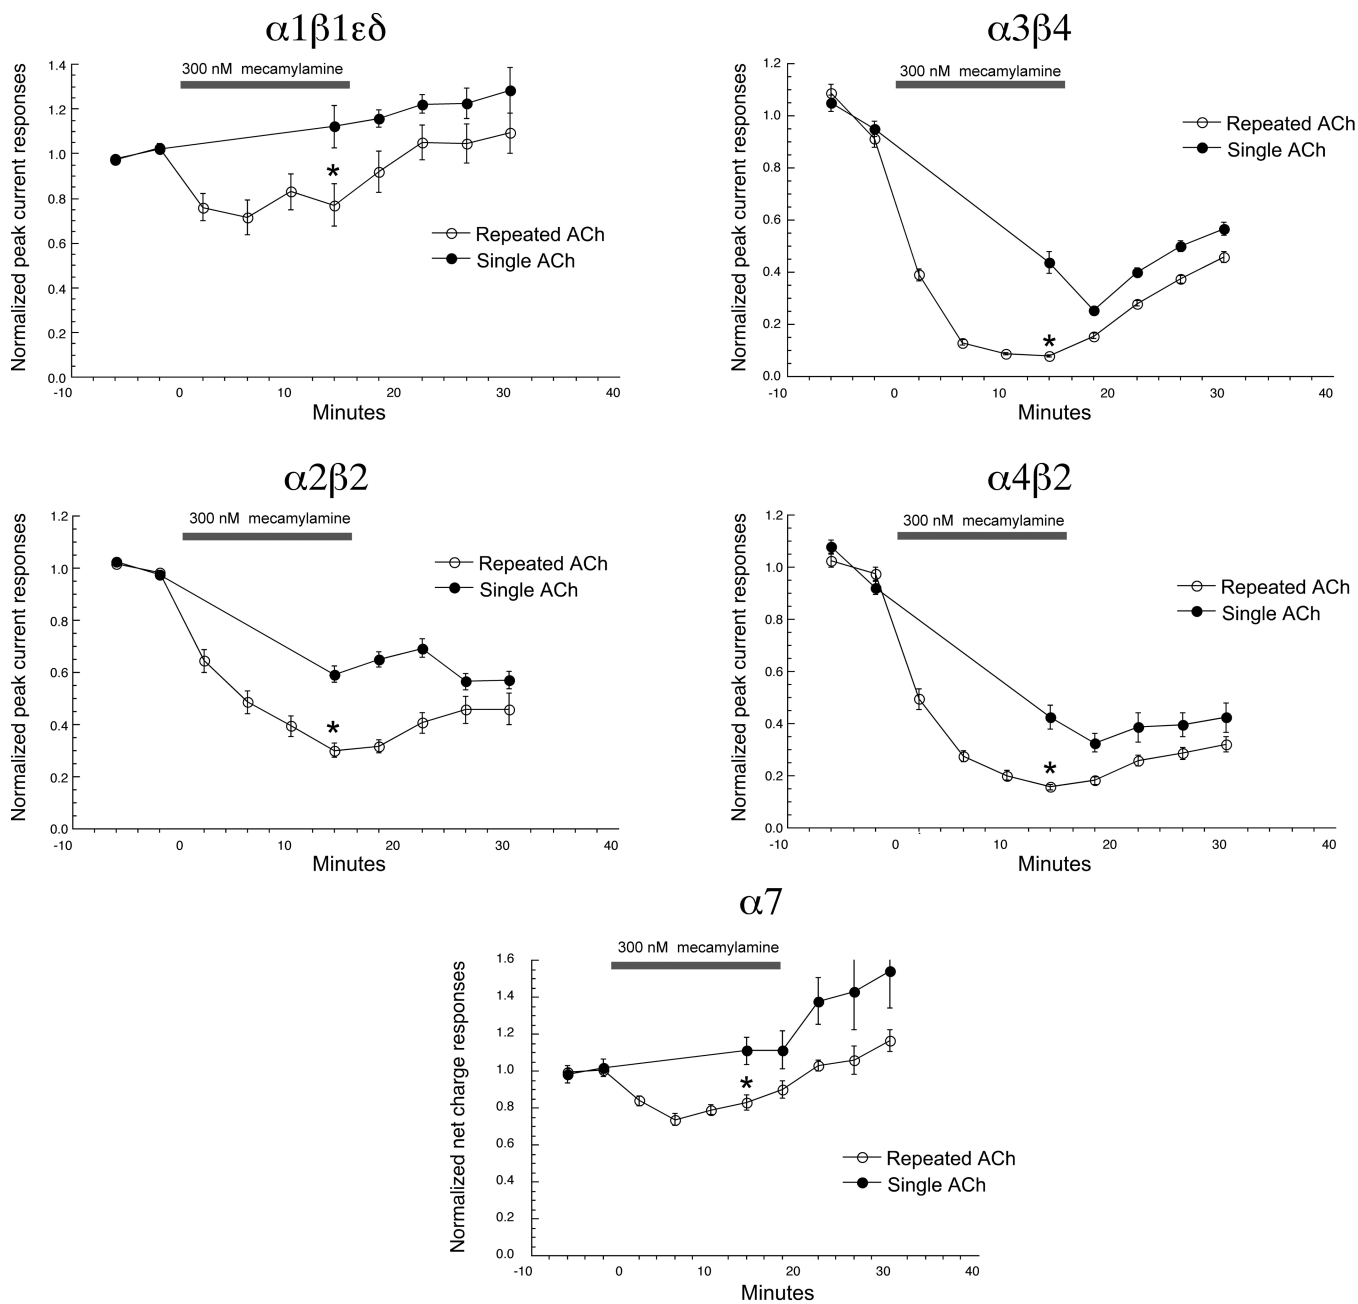 α1β1εδ
300 nM mecamylamine
Normalized peak current responses
1.4
1.2
1.0
0.8
0.6
0.4
0.2
0.0
*
Repeated ACh
Single ACh
-10 0 10 20 30 40
Minutes
α3β4
300 nM mecamylamine
Normalized peak current responses
1.2
1.0
0.8
0.6
0.4
0.2
0.0
Repeated ACh
Single ACh
*
-10 0 10 20 30 40
Minutes
α2β2
300 nM mecamylamine
Normalized peak current responses
1.2
1.0
0.8
0.6
0.4
0.2
0.0
Repeated ACh
Single ACh
*
-10 0 10 20 30 40
Minutes
α4β2
300 nM mecamylamine
Normalized peak current responses
1.2
1.0
0.8
0.6
0.4
0.2
0.0
Repeated ACh
Single ACh
*
-10 0 10 20 30 40
Minutes
α7
300 nM mecamylamine
Normalized net charge responses
1.6
1.4
1.2
1.0
0.8
0.6
0.4
0.2
0.0
*
Repeated ACh
Single ACh
-10 0 10 20 30 40
Minutes